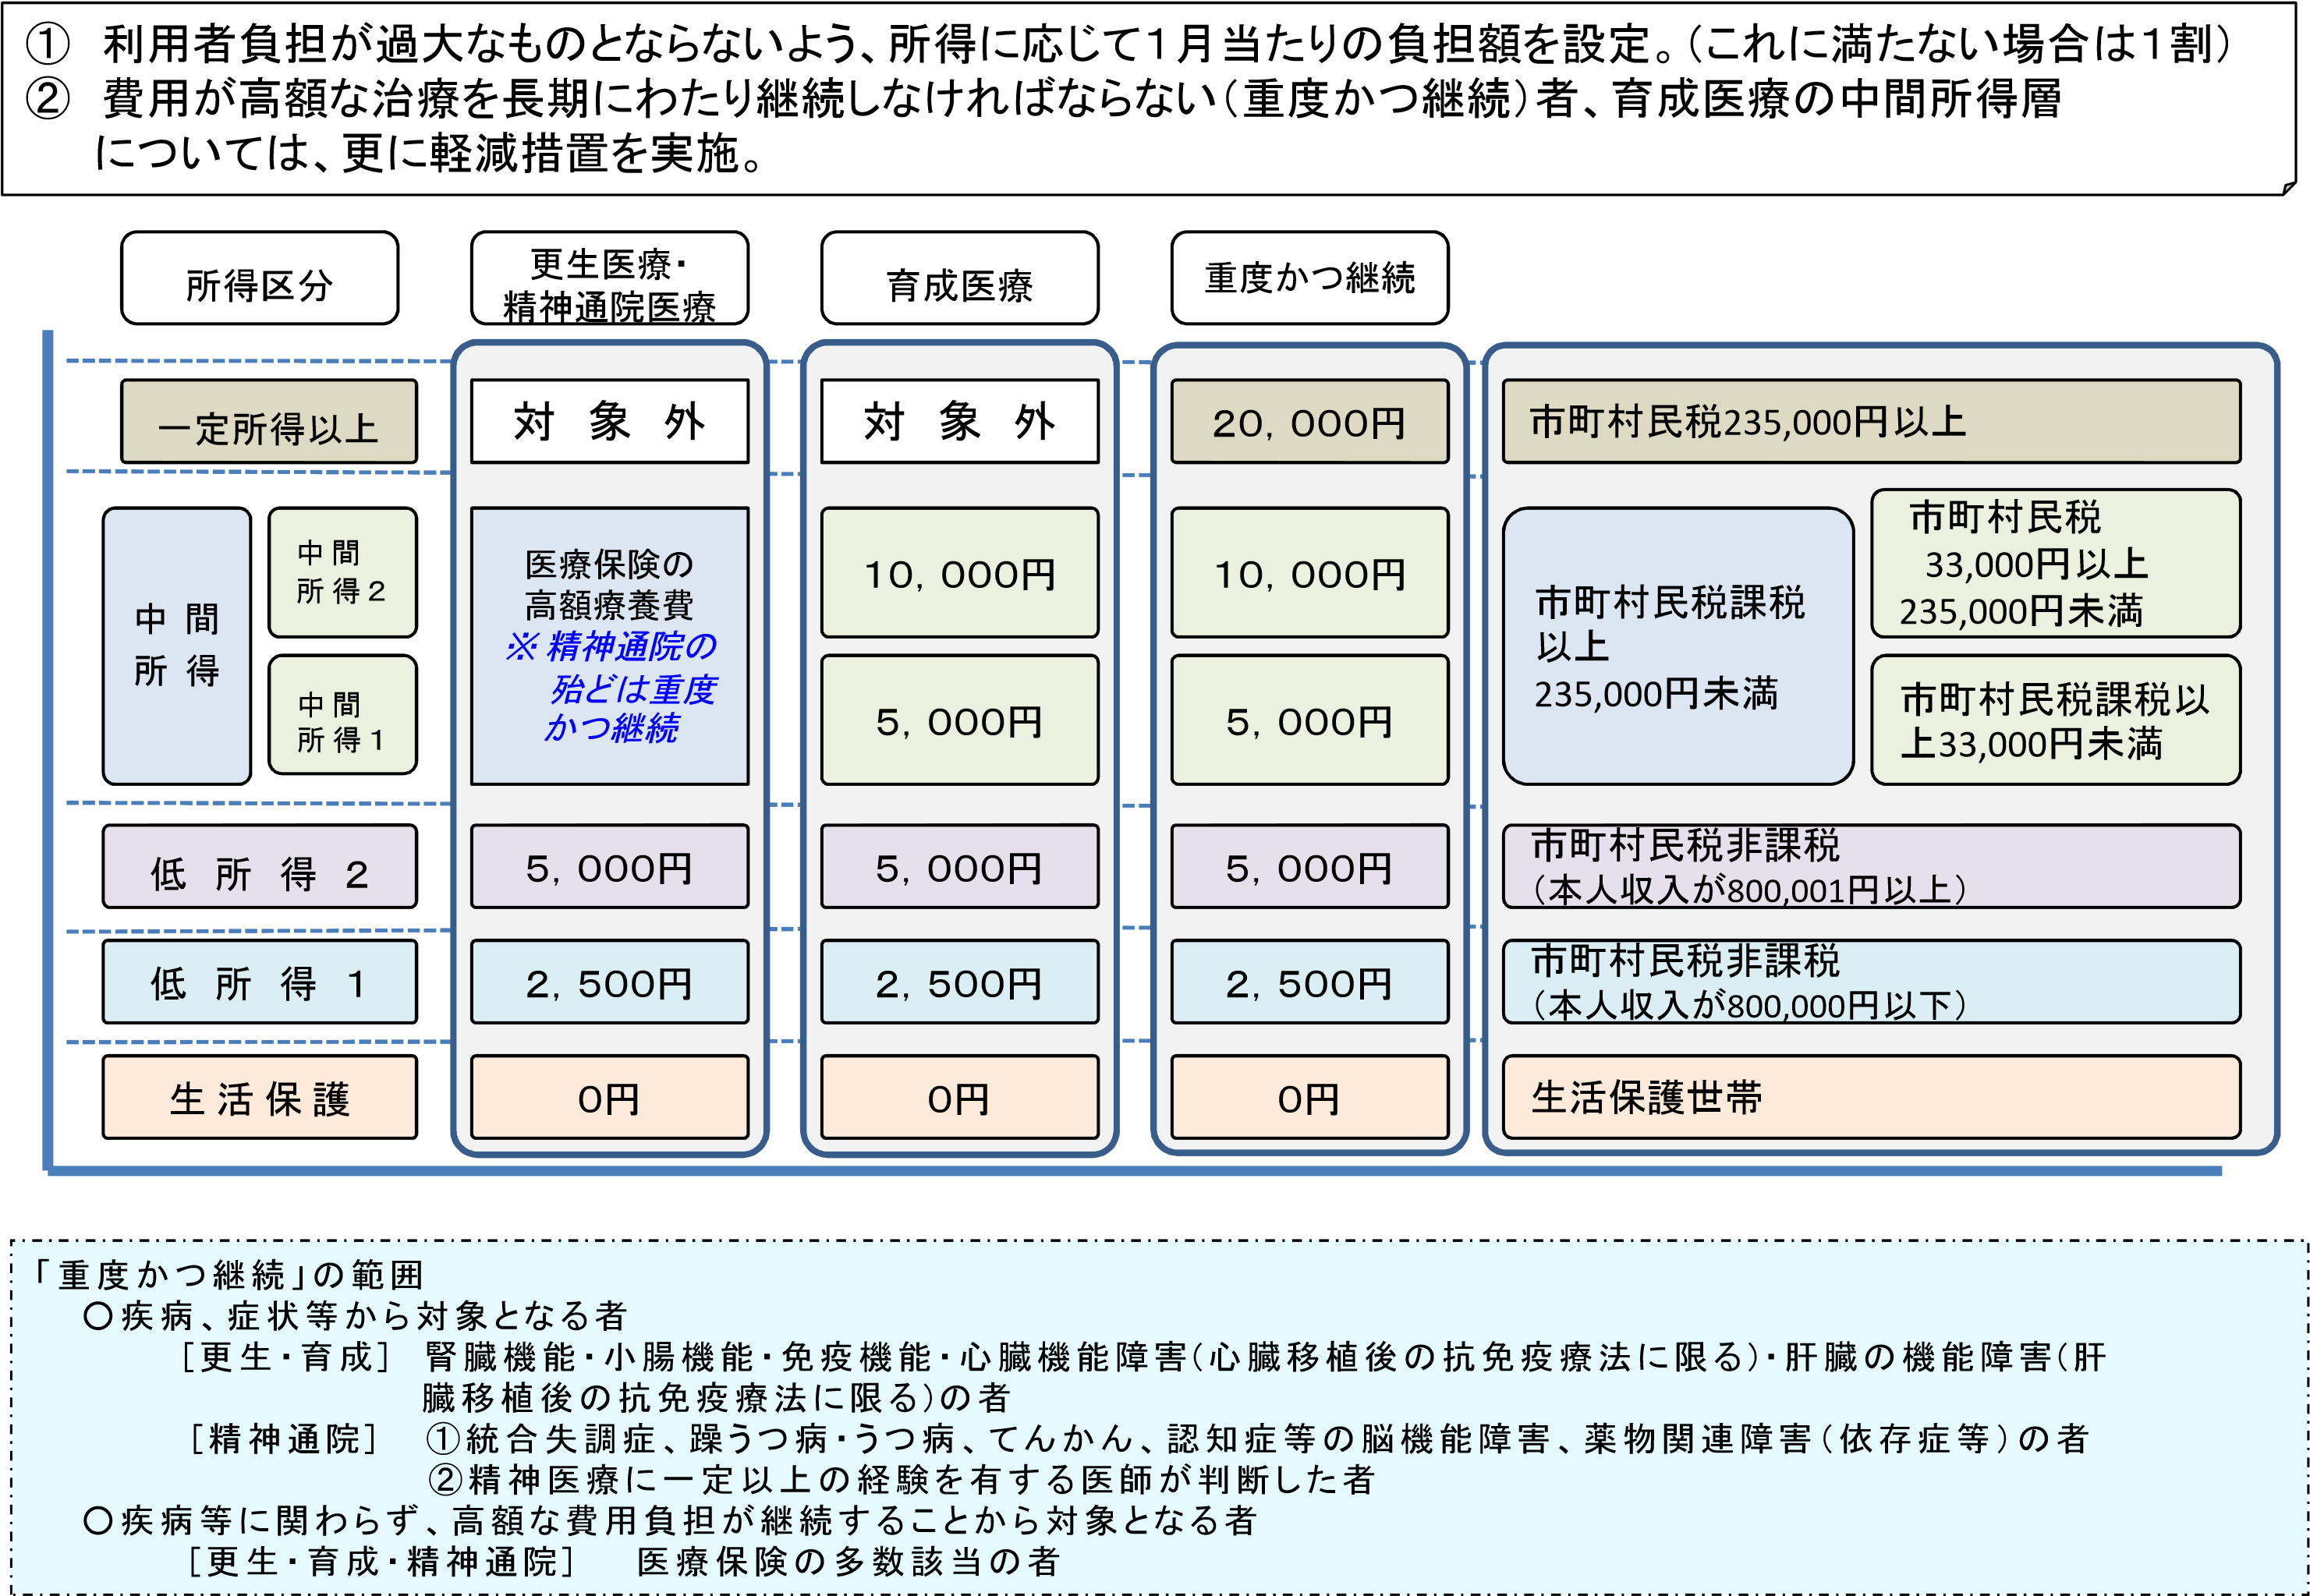 ① 利用者負担が過大なものとならないよう、所得に応じて１月当たりの負担額を設定。（これに満たない場合は１割）
② 費用が高額な治療を長期にわたり継続しなければならない（重度かつ継続）者、育成医療の中間所得層
については、更に軽減措置を実施。
所得区分
更生医療・
精神通院医療
育成医療
重度かつ継続
一定所得以上
対 象 外
対 象 外
２０，０００円
市町村民税235,000円以上
中 間
所 得
中 間
所 得２
中 間
所 得１
医療保険の
高額療養費
※精神通院の
殆どは重度
かつ継続
１０，０００円
５，０００円
１０，０００円
５，０００円
市町村民税課税
以上
235,000円未満
市町村民税
33,000円以上
235,000円未満
市町村民税課税以
上33,000円未満
低 所 得 ２
５，０００円
５，０００円
５，０００円
市町村民税非課税
（本人収入が800,001円以上）
低 所 得 １
２，５００円
２，５００円
２，５００円
市町村民税非課税
（本人収入が800,000円以下）
生 活 保 護
０円
０円
０円
生活保護世帯
「重度かつ継続」の範囲
○疾病、症状等から対象となる者
［更生・育成］ 腎臓機能・小腸機能・免疫機能・心臓機能障害(心臓移植後の抗免疫療法に限る)・肝臓の機能障害(肝
臓移植後の抗免疫療法に限る)の者
［精神通院］ ①統合失調症、躁うつ病・うつ病、てんかん、認知症等の脳機能障害、薬物関連障害（依存症等）の者
②精神医療に一定以上の経験を有する医師が判断した者
○疾病等に関わらず、高額な費用負担が継続することから対象となる者
［更生・育成・精神通院］ 医療保険の多数該当の者